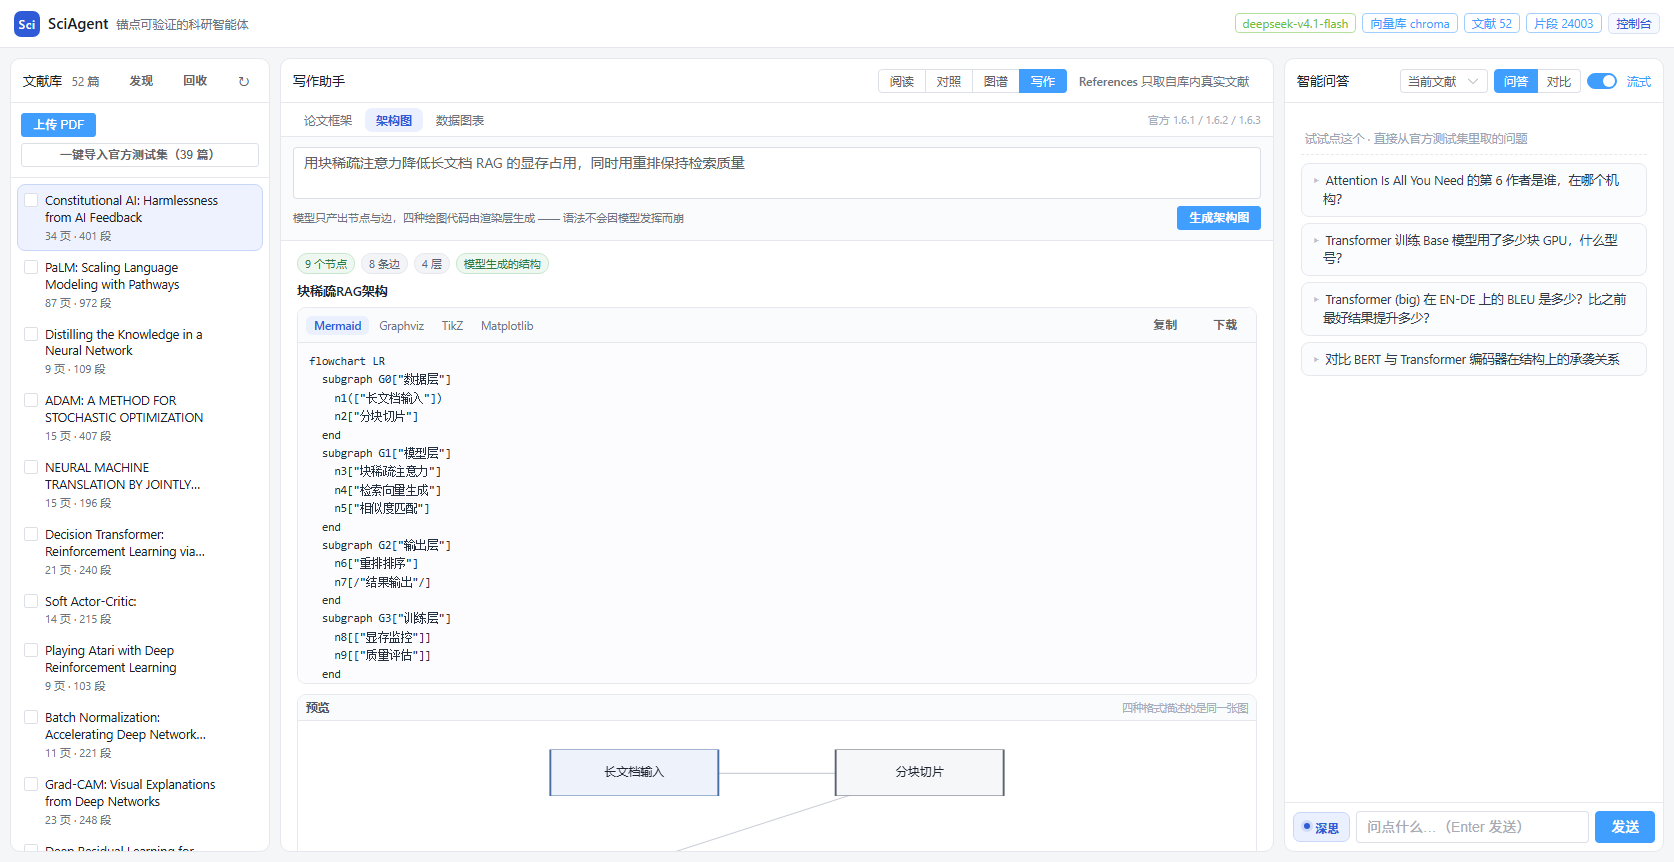 Sci SciAgent 锚点可验证的科研智能体
deepseek-v4.1-flash 向量库 chroma 文献 52 片段 24003 控制台
文献库 52 篇 发现 回收 ↻
上传 PDF
一键导入官方测试集（39 篇）
Constitutional AI: Harmlessness
from AI Feedback
34 页 · 401 段
PaLM: Scaling Language
Modeling with Pathways
87 页 · 972 段
Distilling the Knowledge in a
Neural Network
9 页 · 109 段
ADAM: A METHOD FOR
STOCHASTIC OPTIMIZATION
15 页 · 407 段
NEURAL MACHINE
TRANSLATION BY JOINTLY...
15 页 · 196 段
Decision Transformer:
Reinforcement Learning via...
21 页 · 240 段
Soft Actor-Critic:
14 页 · 215 段
Playing Atari with Deep
Reinforcement Learning
9 页 · 103 段
Batch Normalization:
Accelerating Deep Network...
11 页 · 221 段
Grad-CAM: Visual Explanations
from Deep Networks
23 页 · 248 段
Deep Residual Learning for
写作助手
阅读 对照 图谱 写作 References 只取自库内真实文献
论文框架 架构图 数据图表 官方 1.6.1 / 1.6.2 / 1.6.3
用块稀疏注意力降低长文档 RAG 的显存占用，同时用重排保持检索质量
模型只产出节点与边，四种绘图代码由渲染层生成 —— 语法不会因模型发挥而崩
生成架构图
9 个节点 8 条边 4 层 模型生成的结构
块稀疏RAG架构
Mermaid Graphviz TikZ Matplotlib 复制 下载
flowchart LR
subgraph G0["数据层"]
n1(["长文档输入"])
n2["分块切片"]
end
subgraph G1["模型层"]
n3["块稀疏注意力"]
n4["检索向量生成"]
n5["相似度匹配"]
end
subgraph G2["输出层"]
n6["重排排序"]
n7[/"结果输出"/]
end
subgraph G3["训练层"]
n8[["显存监控"]]
n9[["质量评估"]]
end
预览 四种格式描述的是同一张图
长文档输入 分块切片
智能问答 当前文献 问答 对比 流式
试试点这个 · 直接从官方测试集里取的问题
Attention Is All You Need 的第 6 作者是谁，在哪个机
构？
Transformer 训练 Base 模型用了多少块 GPU，什么型
号？
Transformer (big) 在 EN-DE 上的 BLEU 是多少？比之前
最好结果提升多少？
对比 BERT 与 Transformer 编码器在结构上的承袭关系
深思 问点什么…（Enter 发送） 发送